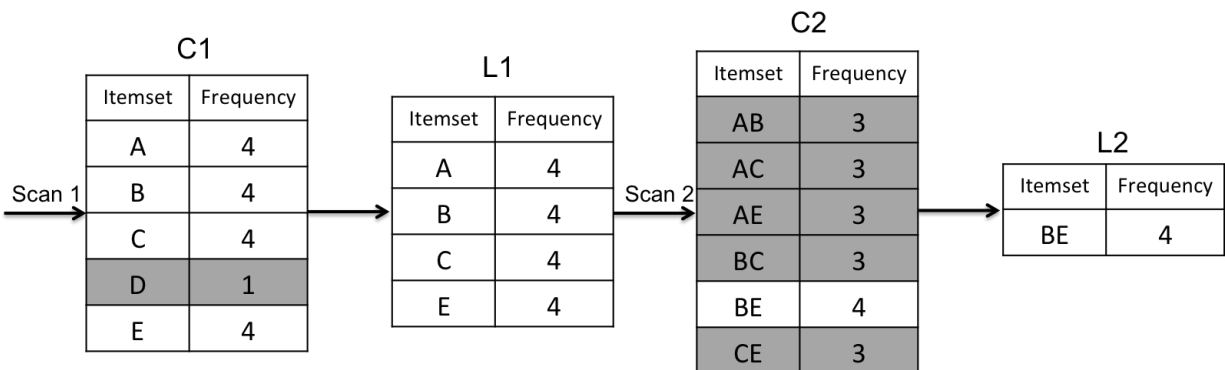 C1
Itemset Frequency
A 4
B 4
C 4
D 1
E 4
Scan 1
L1
Itemset Frequency
A 4
B 4
C 4
E 4
Scan 2
C2
Itemset Frequency
AB 3
AC 3
AE 3
BC 3
BE 4
CE 3
L2
Itemset Frequency
BE 4